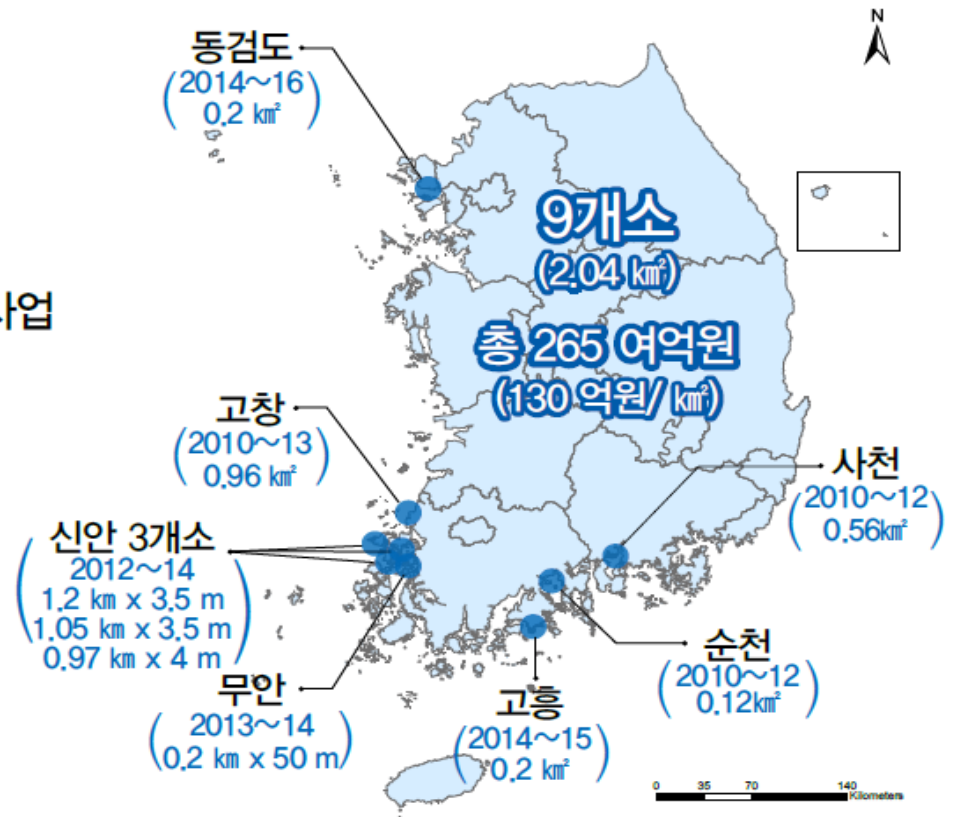 N
동검도
(2014~16)
0.2 ㎢
9개소
(2.04 ㎢)
사업
총 265 여억원
(130 억원/ ㎢)
고창
(2010~13)
0.96 ㎢
사천
(2010~12)
0.56㎢
신안 3개소
2012~14
1.2 km x 3.5 m
1.05 km x 3.5 m
0.97 km x 4 m
순천
(2010~12)
0.12㎢
무안
2013~14
0.2 km x 50 m
고흥
(2014~15)
0.2 ㎢
0 35 70 140
Kilometers